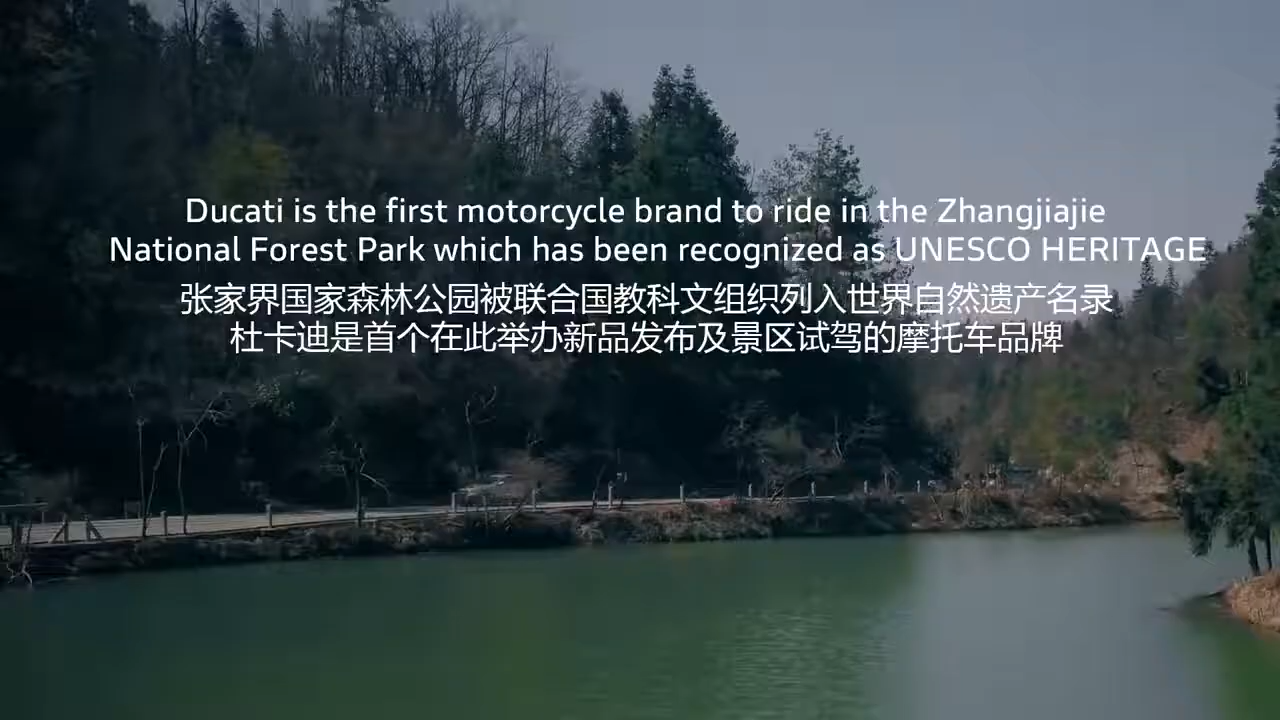 Ducati is the first motorcycle brand to ride in the Zhangjiajie
National Forest Park which has been recognized as UNESCO HERITAGE
张家界国家森林公园被联合国教科文组织列入世界自然遗产名录
杜卡迪是首个在此举办新品发布及景区试驾的摩托车品牌